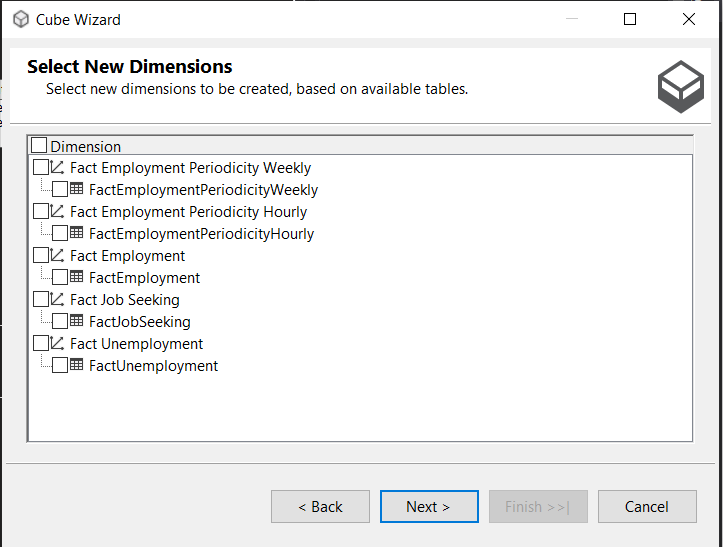 Cube Wizard
Select New Dimensions
Select new dimensions to be created, based on available tables.
Dimension
Fact Employment Periodicity Weekly
FactEmploymentPeriodicityWeekly
Fact Employment Periodicity Hourly
FactEmploymentPeriodicityHourly
Fact Employment
FactEmployment
Fact Job Seeking
FactJobSeeking
Fact Unemployment
FactUnemployment
< Back Next > Finish >>| Cancel